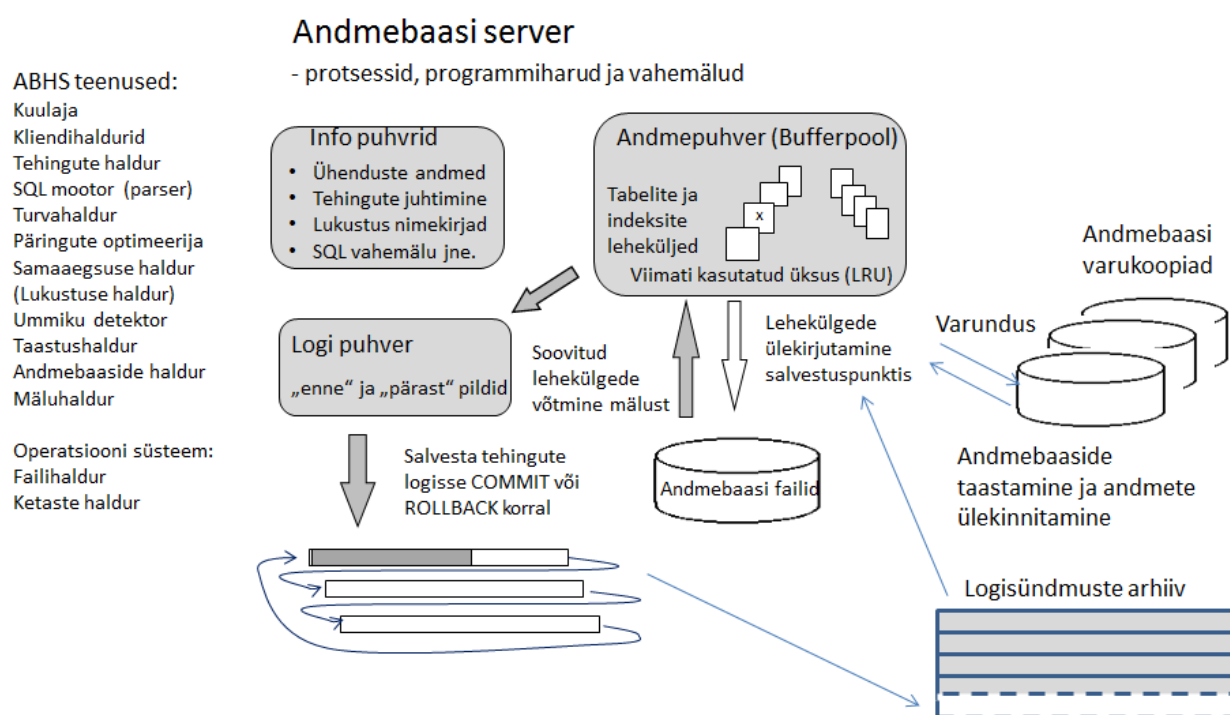 Andmebaasi server
- protsessid, programmiharud ja vahemälud
ABHS teenused:
Kuulaja
Kliendihaldurid
Tehingute haldur
SQL mootor (parser)
Turvahaldur
Päringute optimeerija
Samaaegsuse haldur
(Lukustuse haldur)
Ummiku detektor
Taastushaldur
Andmebaaside haldur
Mäluhaldur
Operatsiooni süsteem:
Failihaldur
Ketaste haldur
Info puhvrid
• Ühenduste andmed
• Tehingute juhtimine
• Lukustus nimekirjad
• SQL vahemälu jne.
Andmepuhver (Bufferpool)
Tabelite ja
indeksite
leheküljed
x
Viimati kasutatud üksus (LRU)
Logi puhver
„enne“ ja „pärast“ pildid
Soovitud
lehekülgede
võtmine mälust
Lehekülgede
ülekirjutamine
salvestuspunktis
Varundus
Andmebaasi
varukoopiad
Salvesta tehingute
logisse COMMIT või
ROLLBACK korral
Andmebaasi failid
Andmebaaside
taastamine ja andmete
ülekinnitamine
Logisündmuste arhiiv